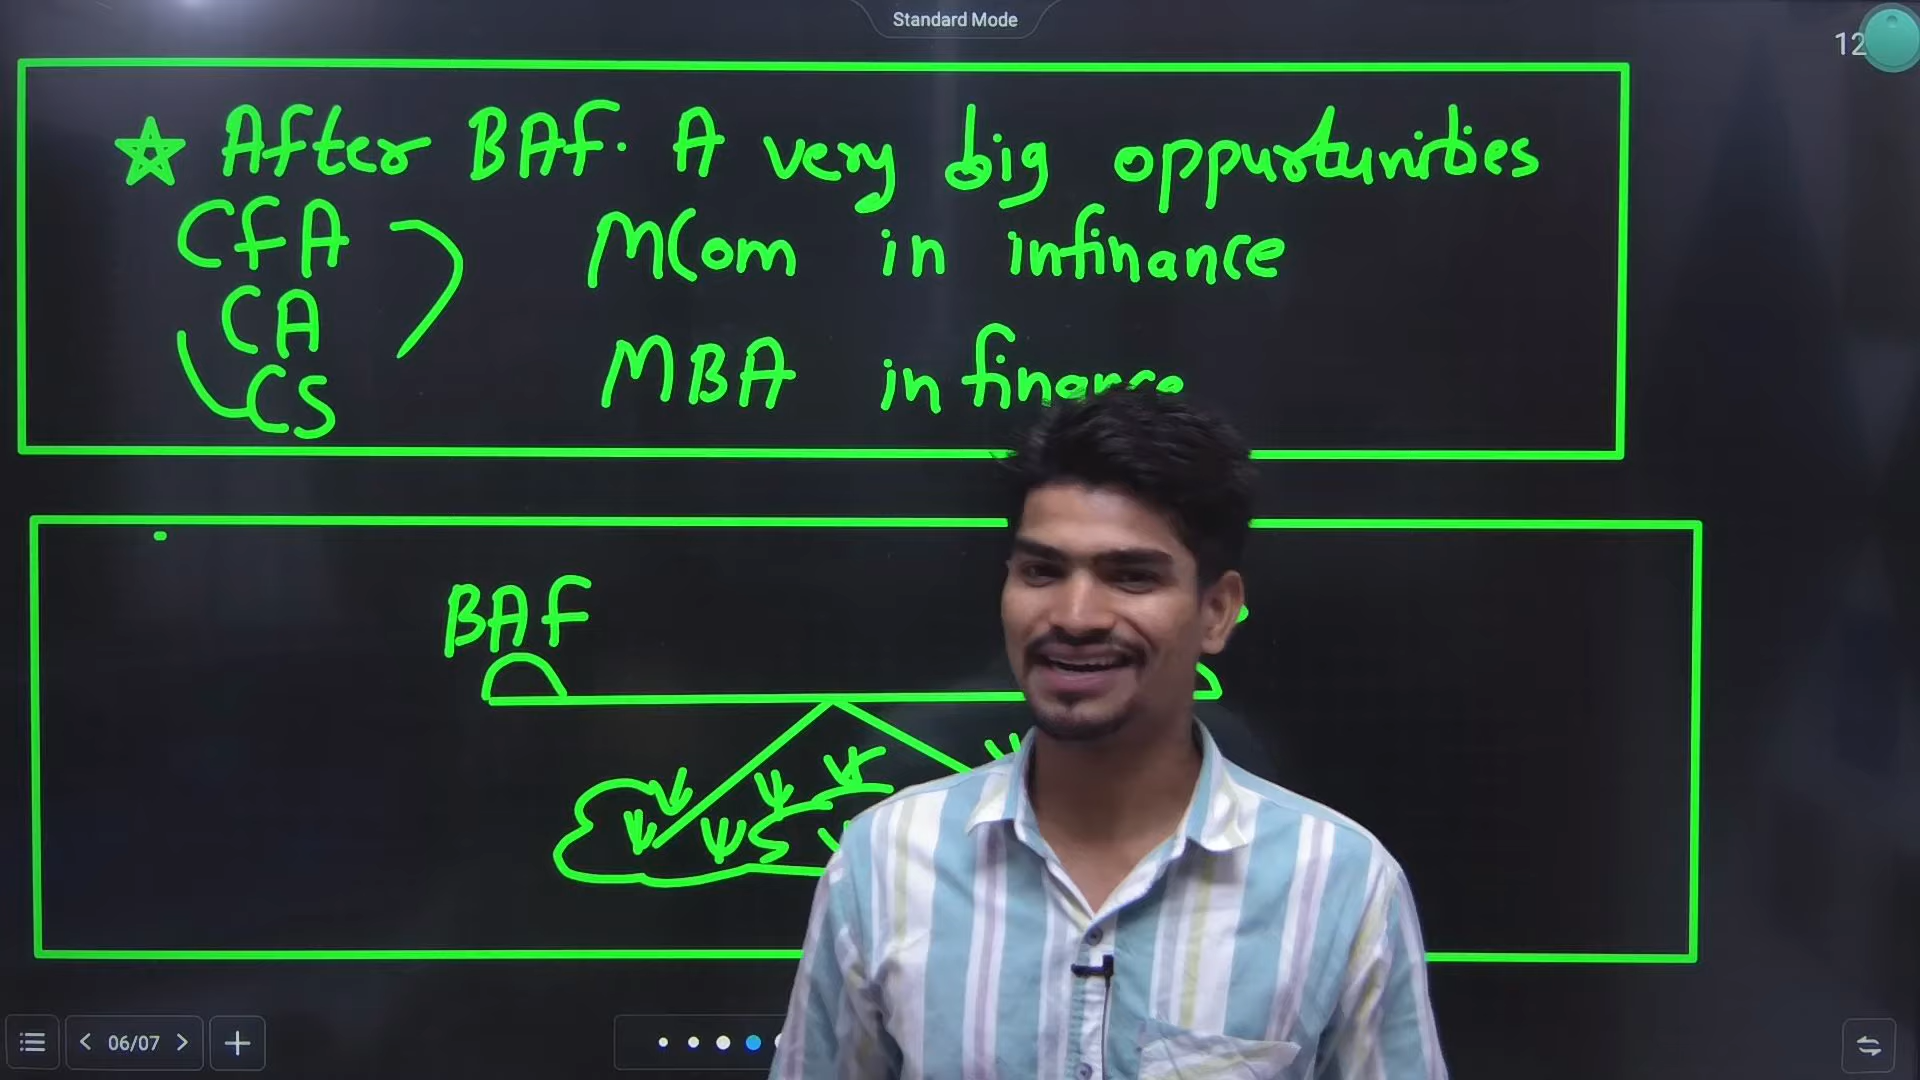 Standard Mode
12
☆ After BAF. A very big oppurtunities
CFA
MCom in infinance
CA
MBA in finance
CS
BAF
06/07